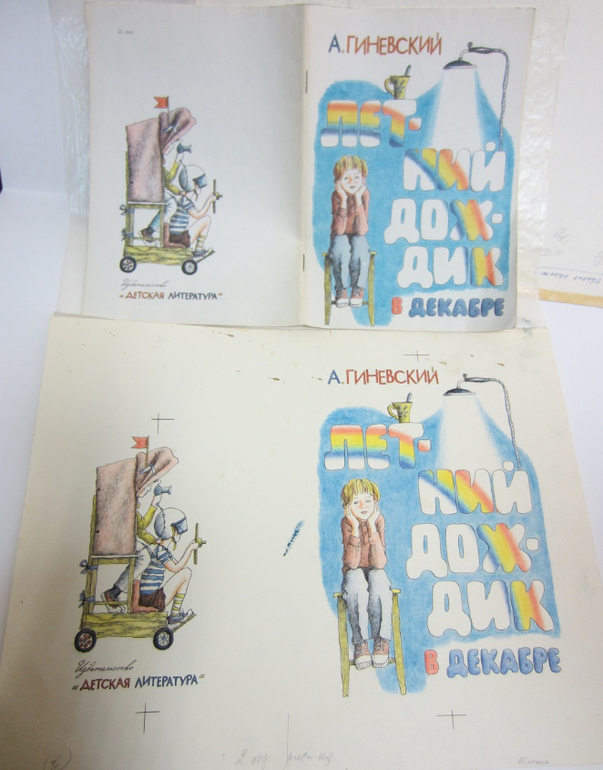 А. ГИНЕВСКИЙ
ЛЕТ-
НИЙ
ДОЖ-
ДИК
В ДЕКАБРЕ
Издательство
"ДЕТСКАЯ ЛИТЕРАТУРА"
А. ГИНЕВСКИЙ
ЛЕТ-
НИЙ
ДОЖ-
ДИК
В ДЕКАБРЕ
Издательство
"ДЕТСКАЯ ЛИТЕРАТУРА"